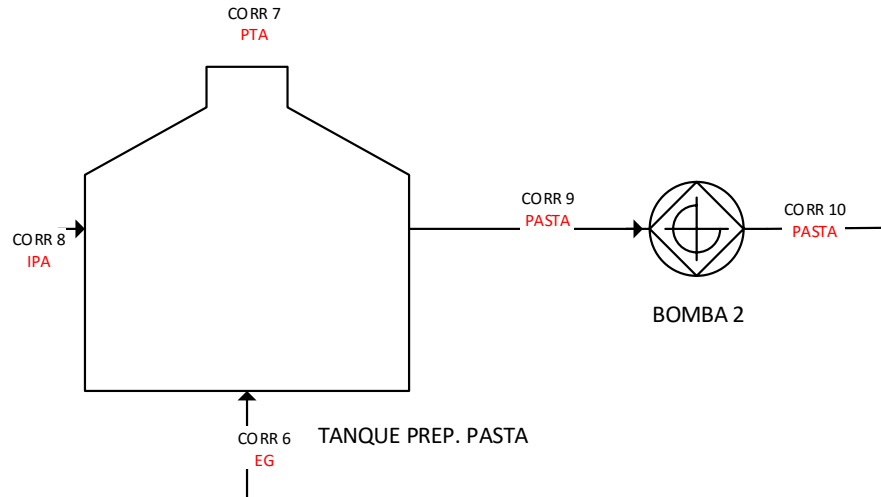 CORR 7
PTA
CORR 8
IPA
CORR 9
PASTA
CORR 10
PASTA
BOMBA 2
CORR 6
EG
TANQUE PREP. PASTA